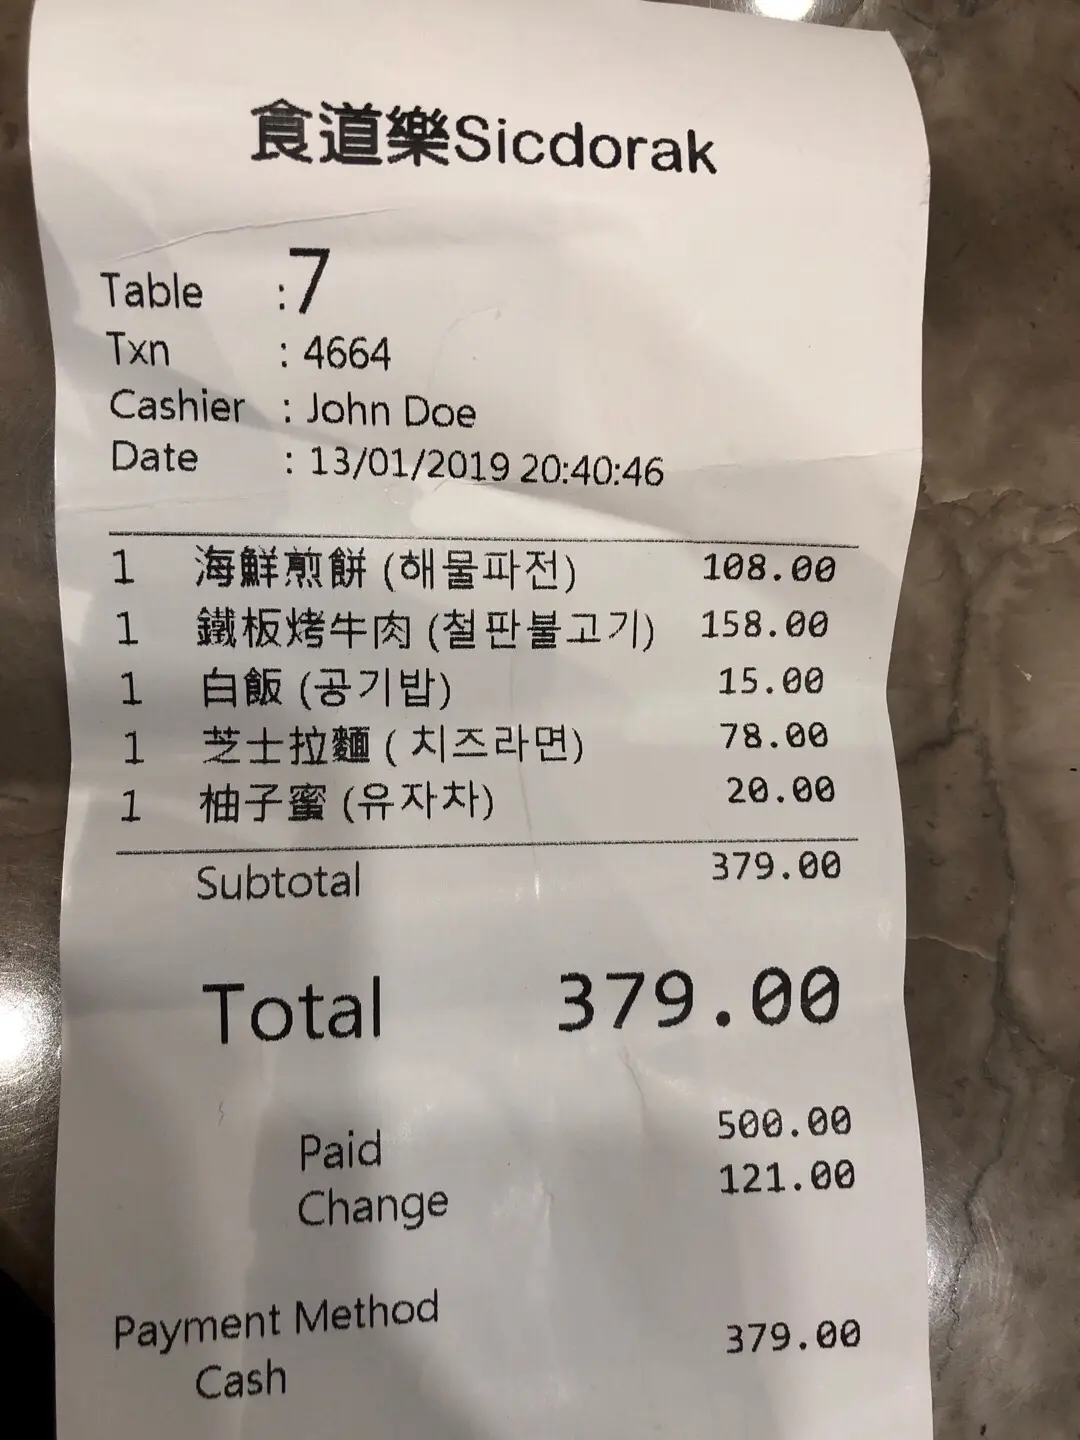 食道樂Sicdorak
Table :7
Txn : 4664
Cashier : John Doe
Date : 13/01/2019 20:40:46
1 海鮮煎餅 (해물파전) 108.00
1 鐵板烤牛肉 (철판불고기) 158.00
1 白飯 (공기밥) 15.00
1 芝士拉麵 ( 치즈라면) 78.00
1 柚子蜜 (유자차) 20.00
Subtotal 379.00
Total 379.00
Paid 500.00
Change 121.00
Payment Method
Cash 379.00